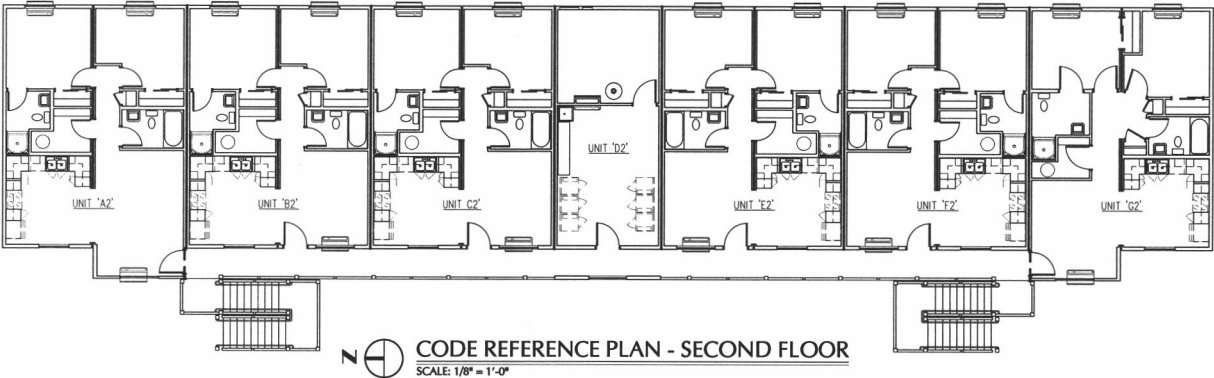 UNIT 'D2'
UNIT 'A2'
UNIT 'B2'
UNIT C2'
UNIT 'E2'
UNIT 'F2'
UNIT 'G2'
N
CODE REFERENCE PLAN - SECOND FLOOR
SCALE: 1/8" = 1'-0"